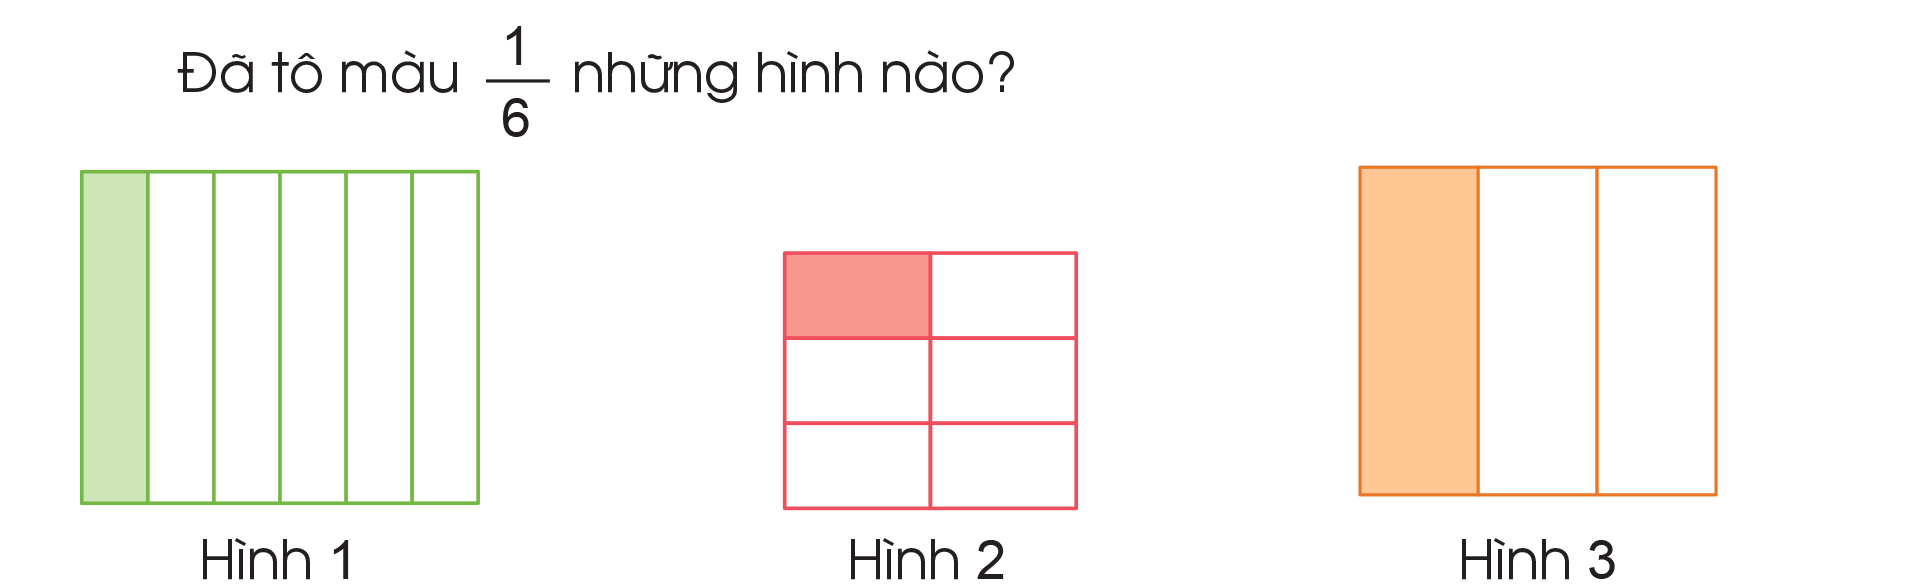 Đã tô màu 1/6 những hình nào?
Hình 1 Hình 2 Hình 3